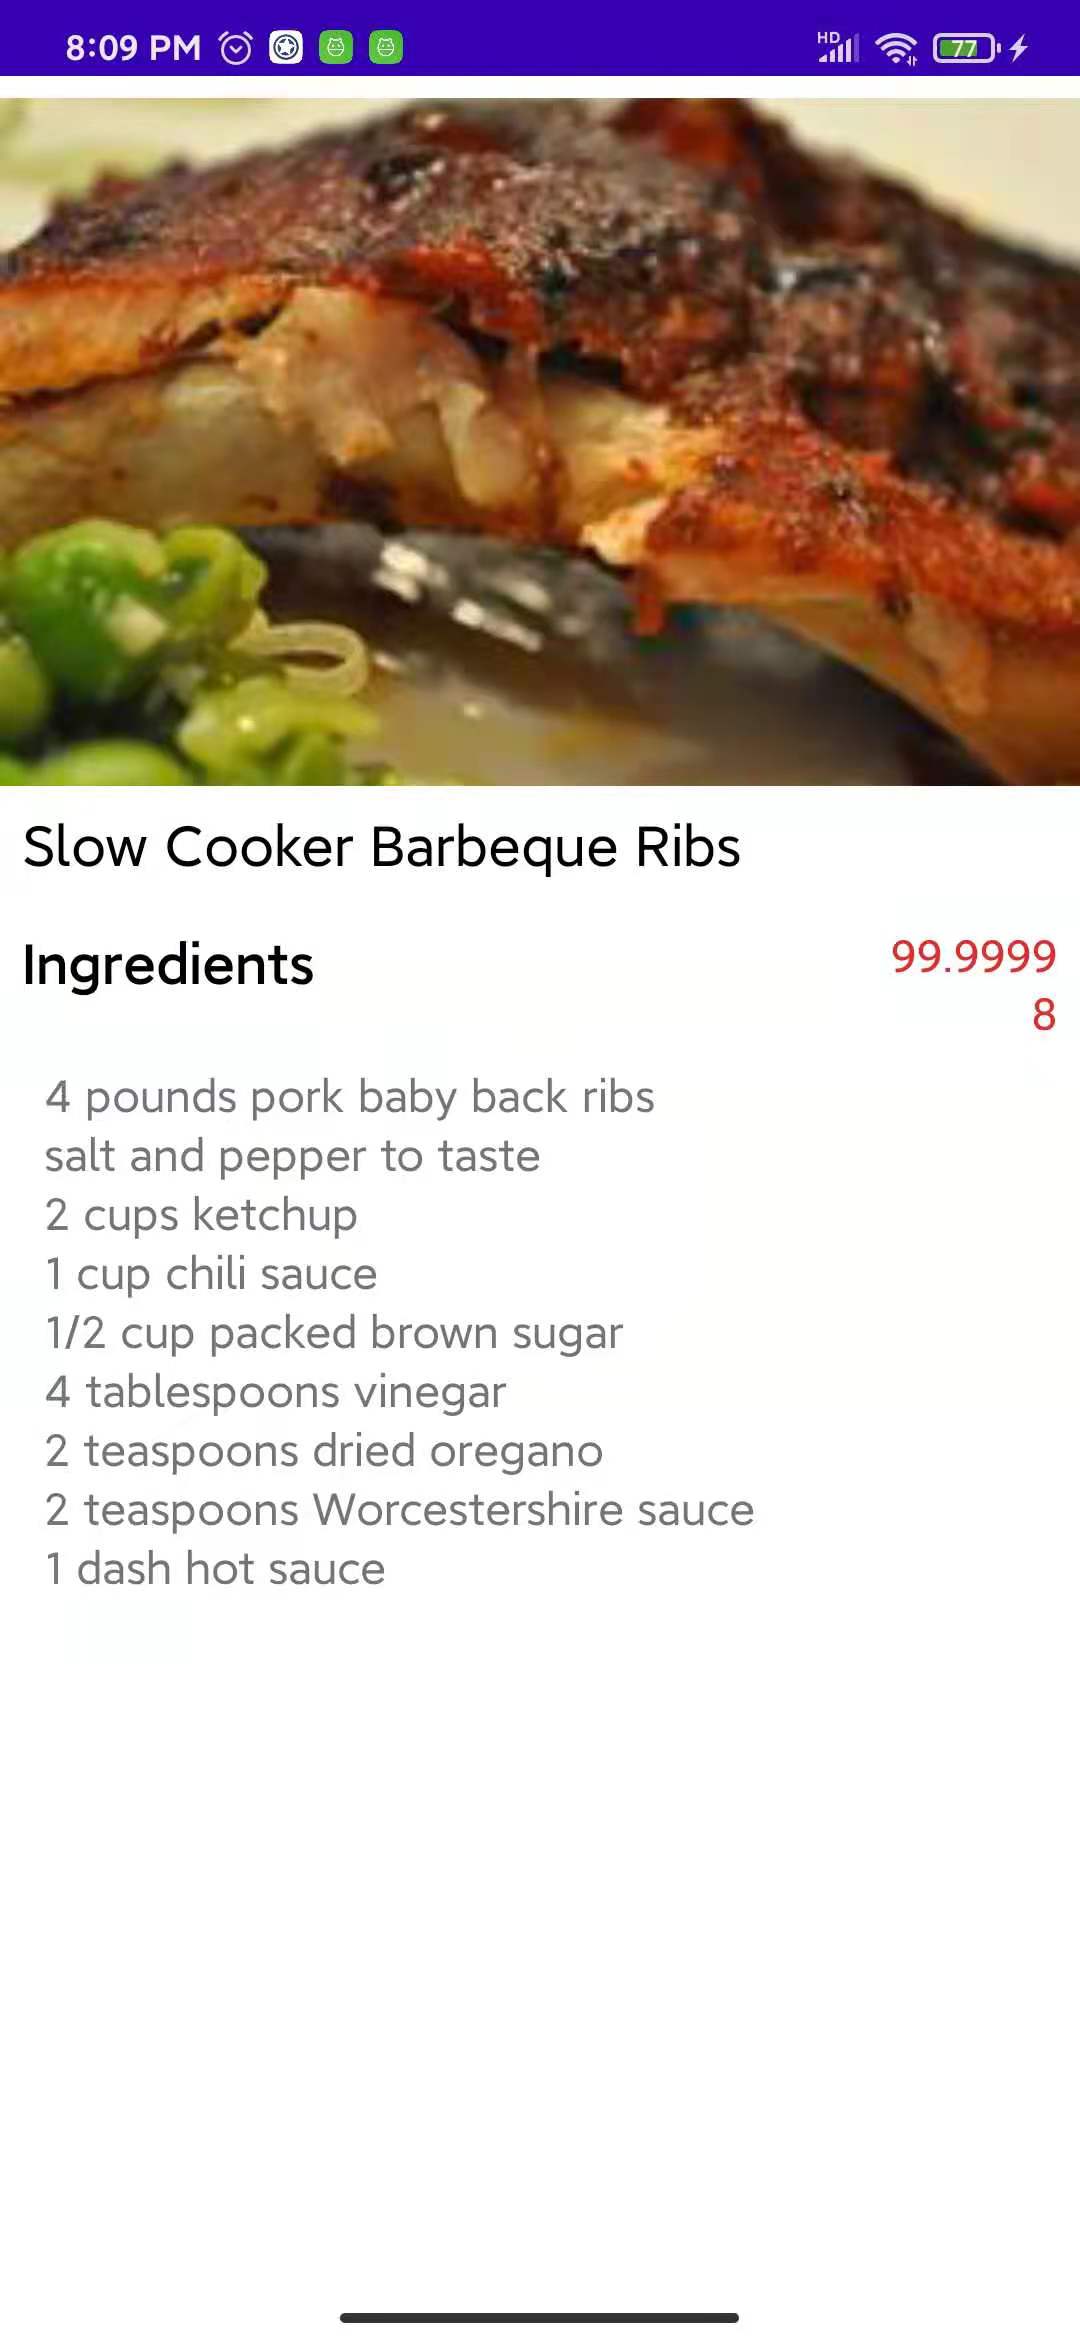 8:09 PM
HD
77
Slow Cooker Barbeque Ribs
Ingredients
99.9999
8
4 pounds pork baby back ribs
salt and pepper to taste
2 cups ketchup
1 cup chili sauce
1/2 cup packed brown sugar
4 tablespoons vinegar
2 teaspoons dried oregano
2 teaspoons Worcestershire sauce
1 dash hot sauce